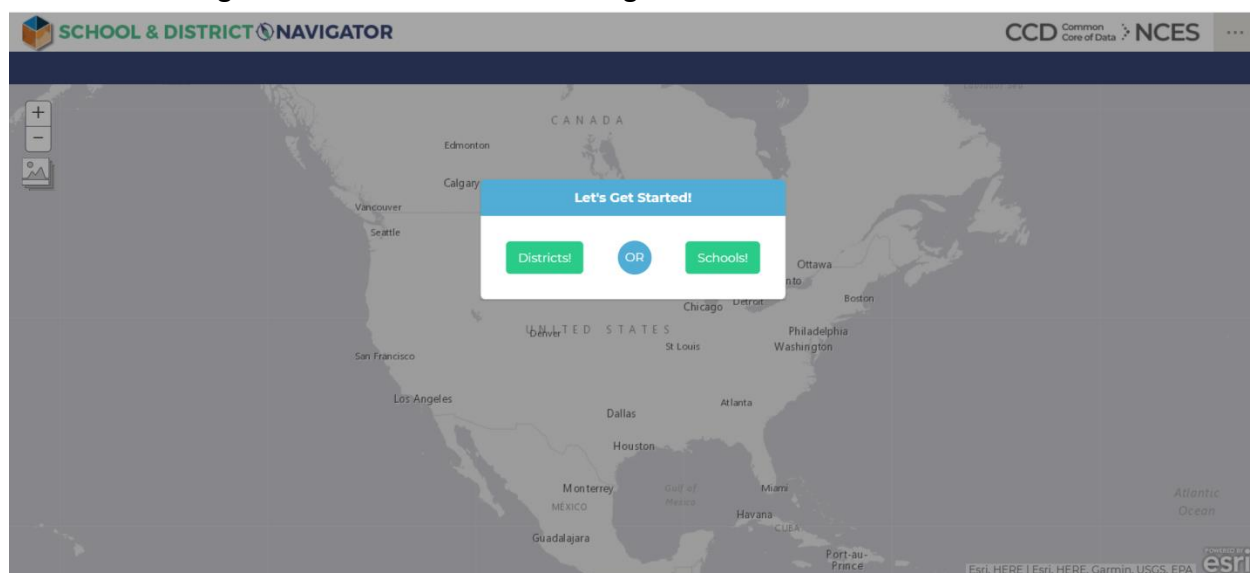 SCHOOL & DISTRICT NAVIGATOR
CCD Common Core of Data NCES
...
+
−
CANADA
Edmonton
Calgary
Vancouver
Seattle
Let's Get Started!
Districts!
OR
Schools!
Ottawa
Chicago
Detroit
Boston
Denver
UNITED STATES
Philadelphia
St Louis
Washington
San Francisco
Los Angeles
Atlanta
Dallas
Houston
Monterrey
Gulf of
Mexico
Miami
MÉXICO
Havana
CUBA
Guadalajara
Port-au-
Prince
Atlantic
Ocean
POWERED BY
esri
Esri, HERE | Esri, HERE, Garmin, USGS, EPA